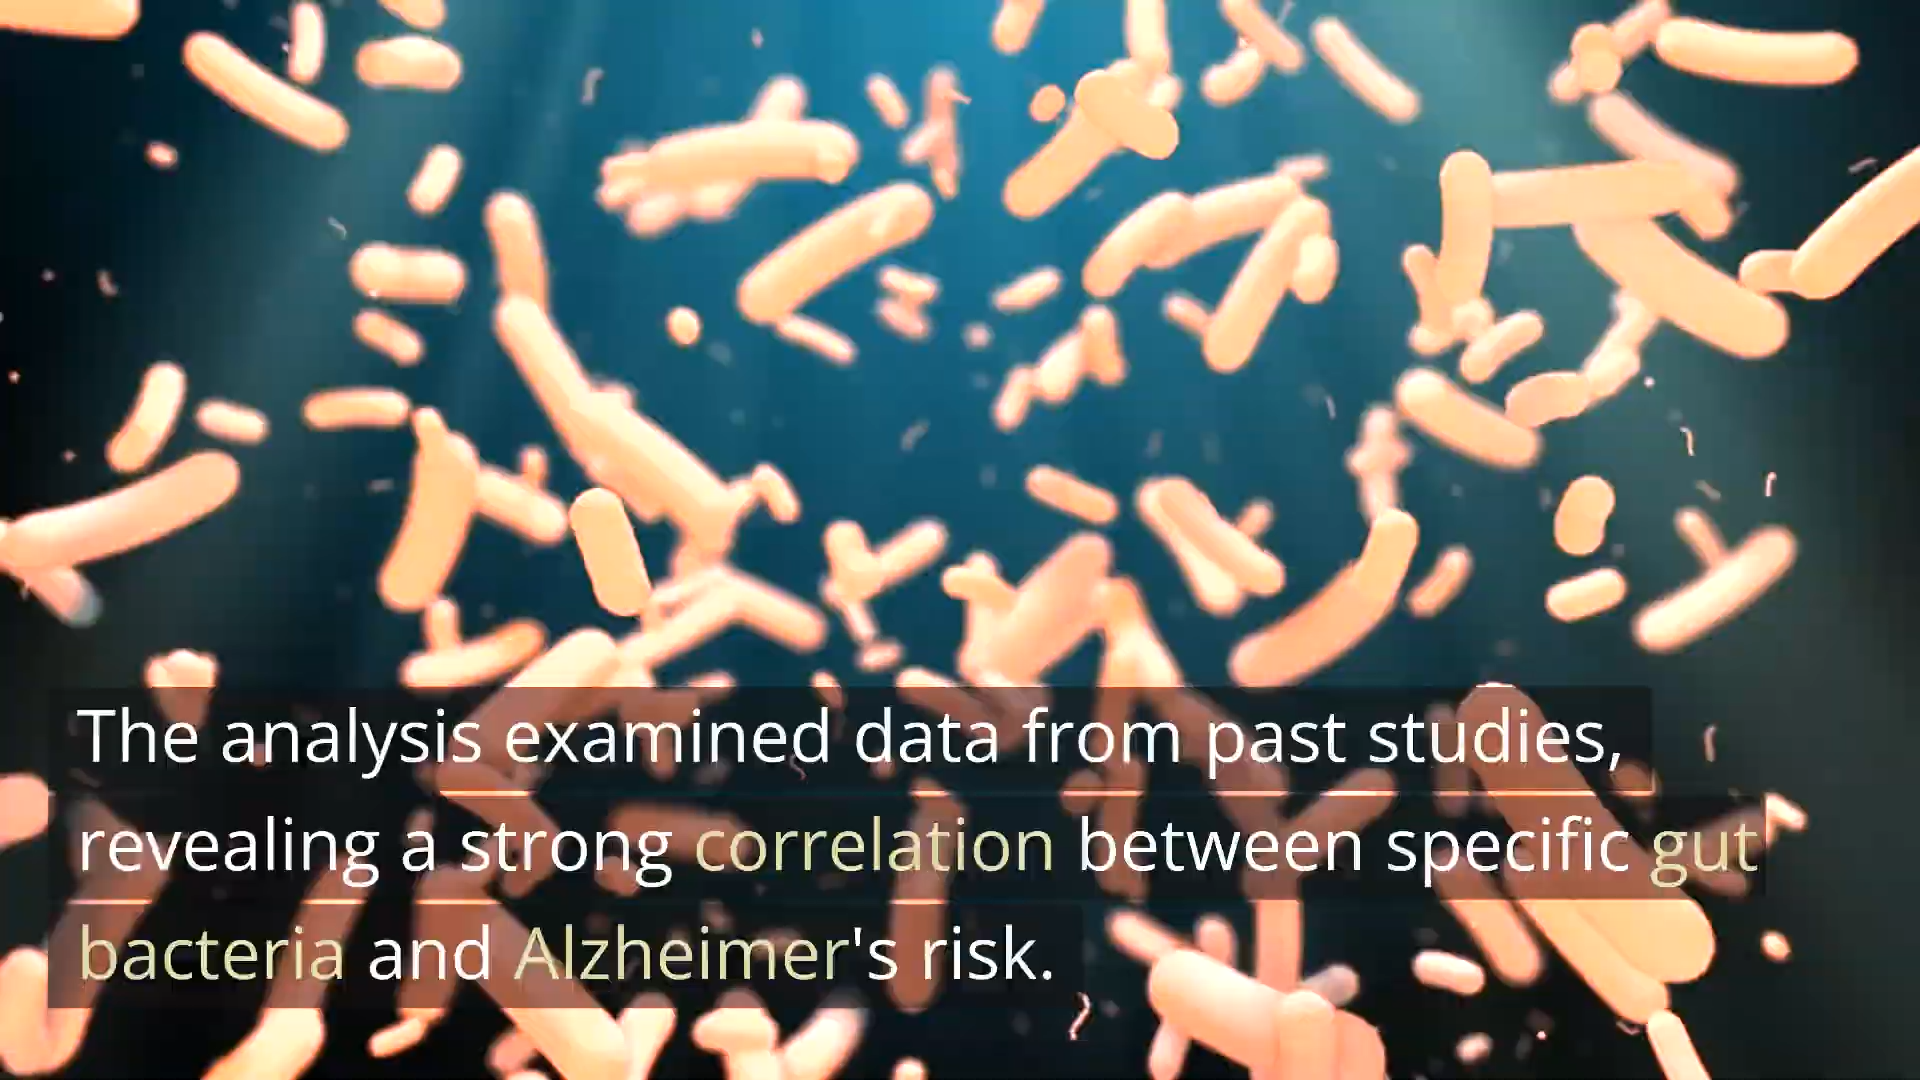 The analysis examined data from past studies,
revealing a strong correlation between specific gut
bacteria and Alzheimer's risk.